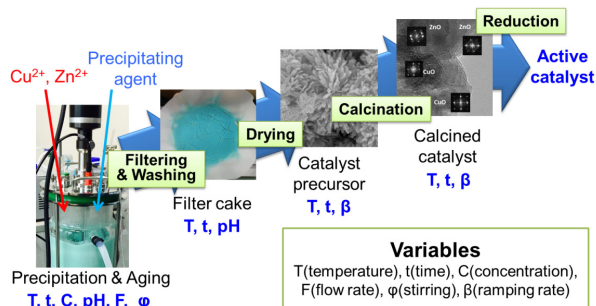 Reduction
Precipitating
agent
Cu²⁺, Zn²⁺
ZnO
ZnO
CuO
CuO
Active
catalyst
Calcination
Drying
Filtering
& Washing
Calcined
catalyst
T, t, β
Catalyst
precursor
T, t, β
Filter cake
T, t, pH
Precipitation & Aging
T, t, C, pH, F, φ
Variables
T(temperature), t(time), C(concentration),
F(flow rate), φ(stirring), β(ramping rate)